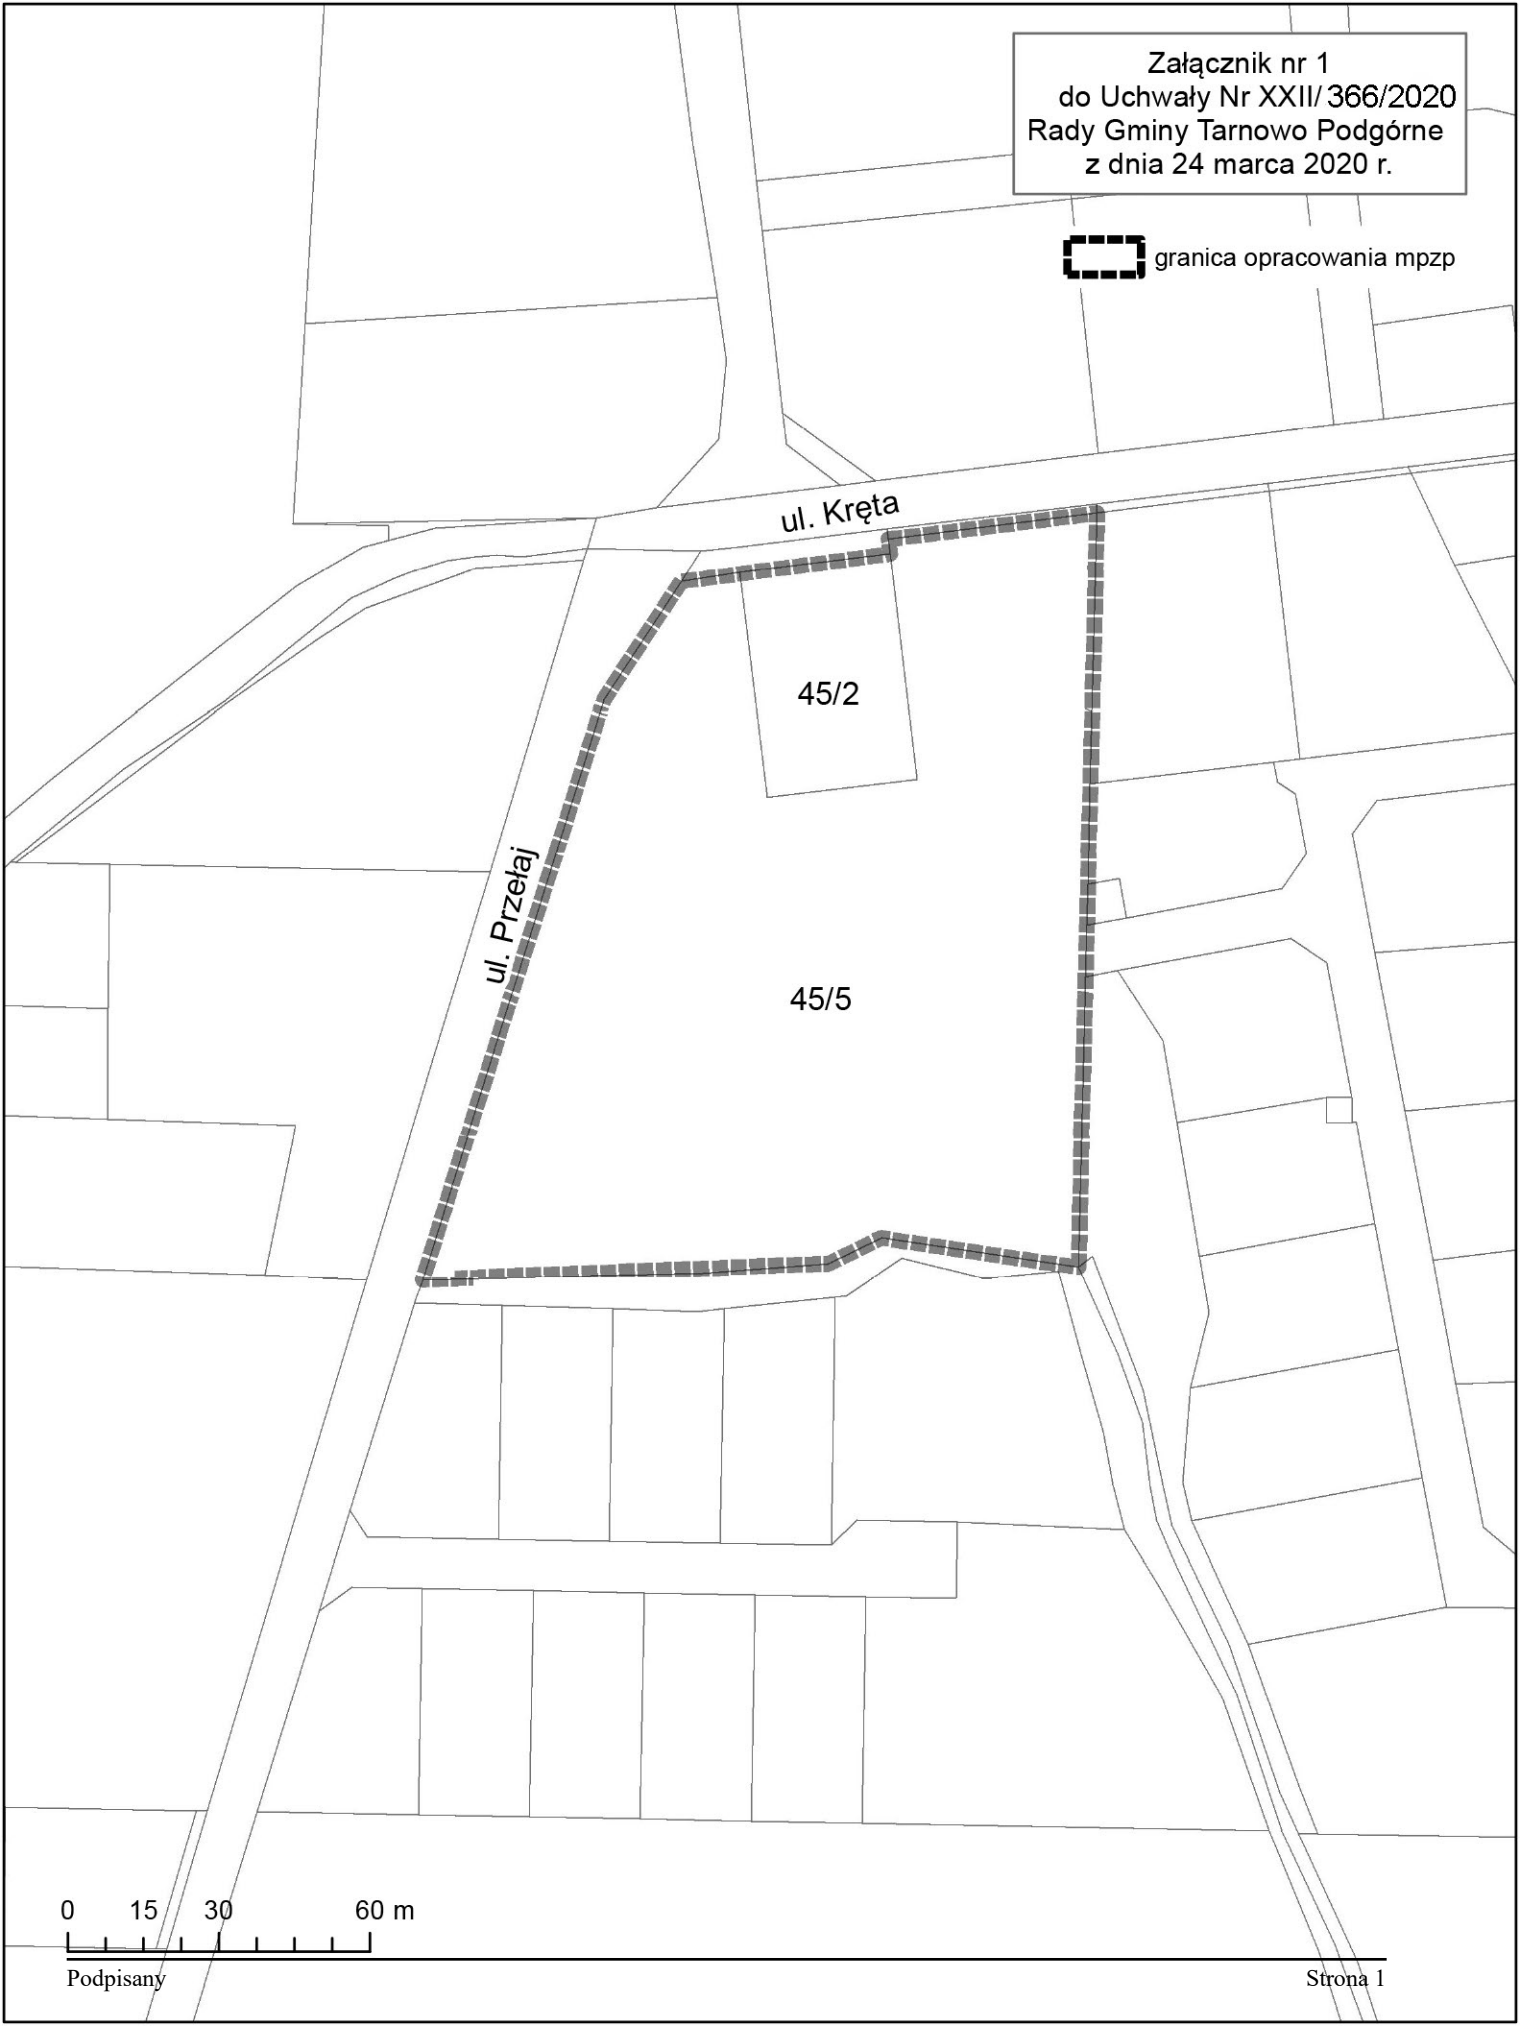 Załącznik nr 1
do Uchwały Nr XXII/ 366/2020
Rady Gminy Tarnowo Podgórne
z dnia 24 marca 2020 r.
granica opracowania mpzp
ul. Kręta
45/2
ul. Przełaj
45/5
0 15 30 60 m
Podpisany Strona 1